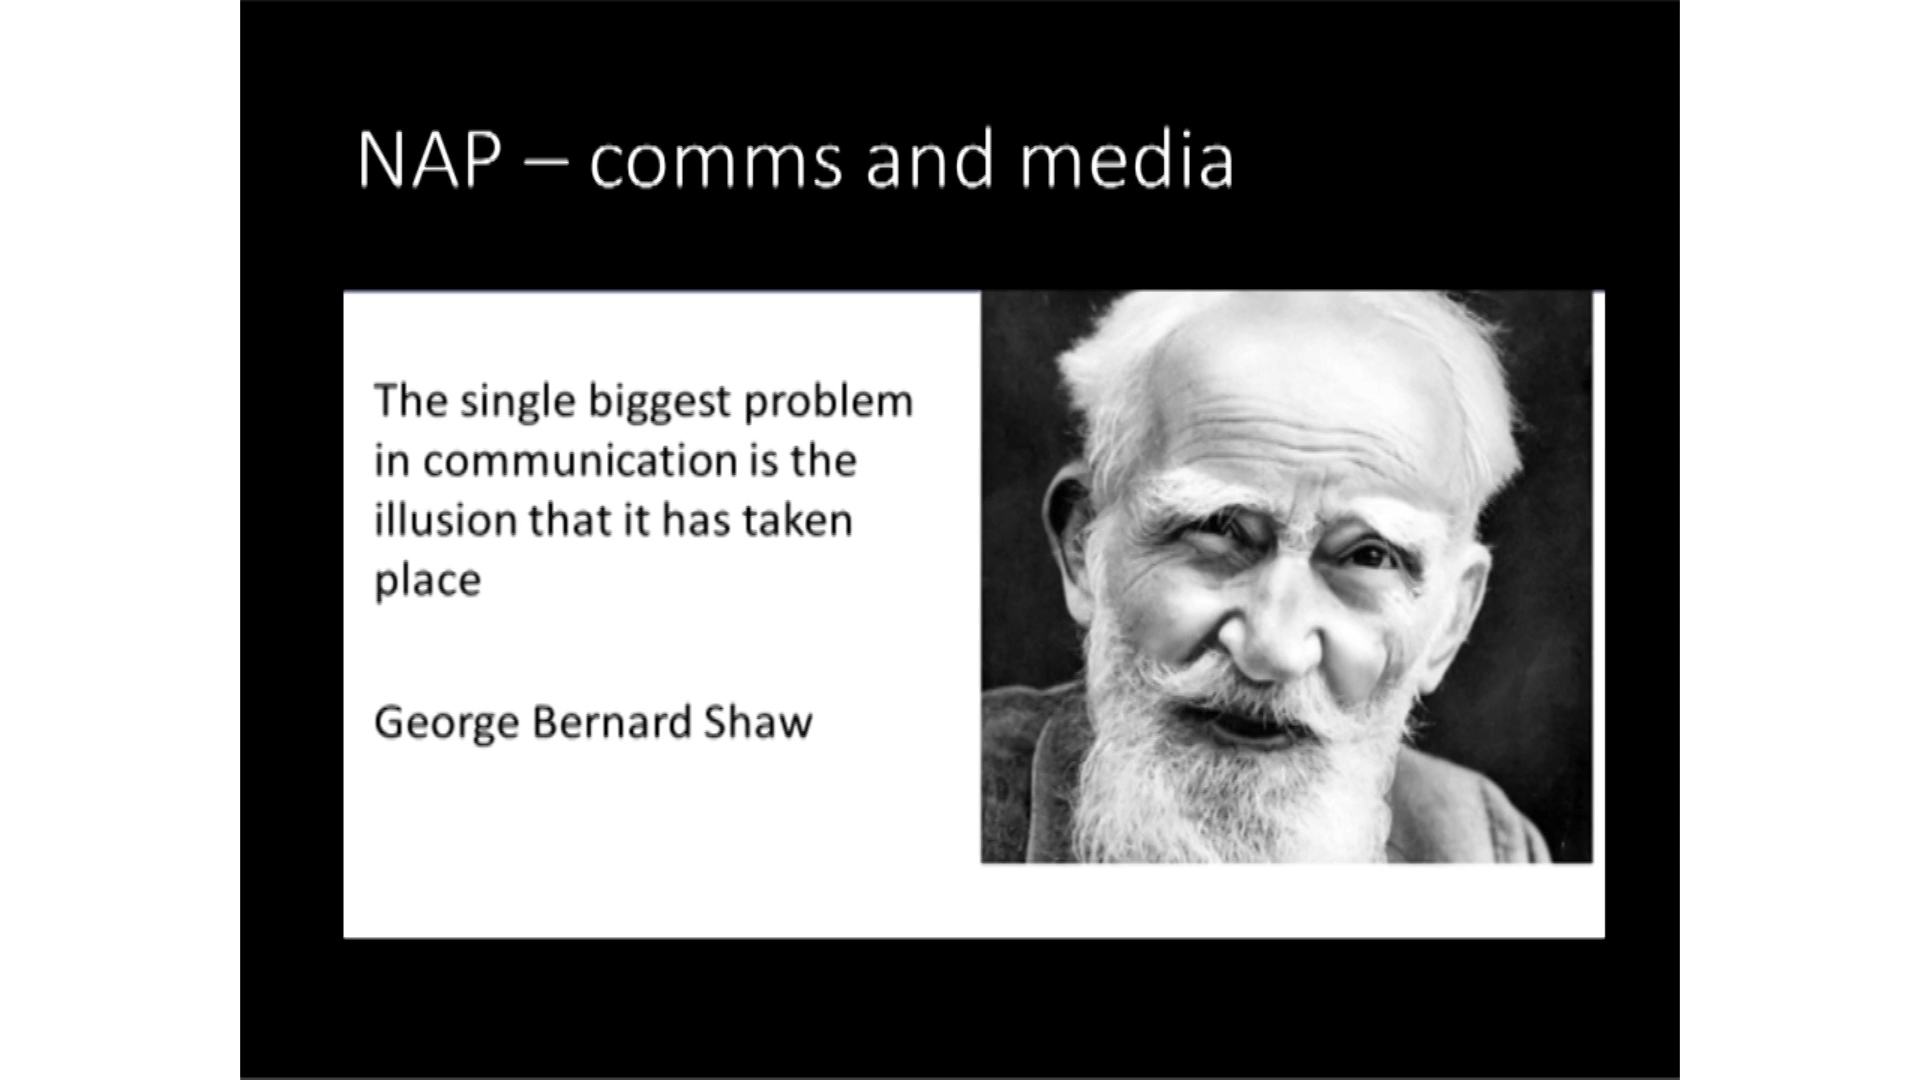 NAP – comms and media
The single biggest problem
in communication is the
illusion that it has taken
place
George Bernard Shaw